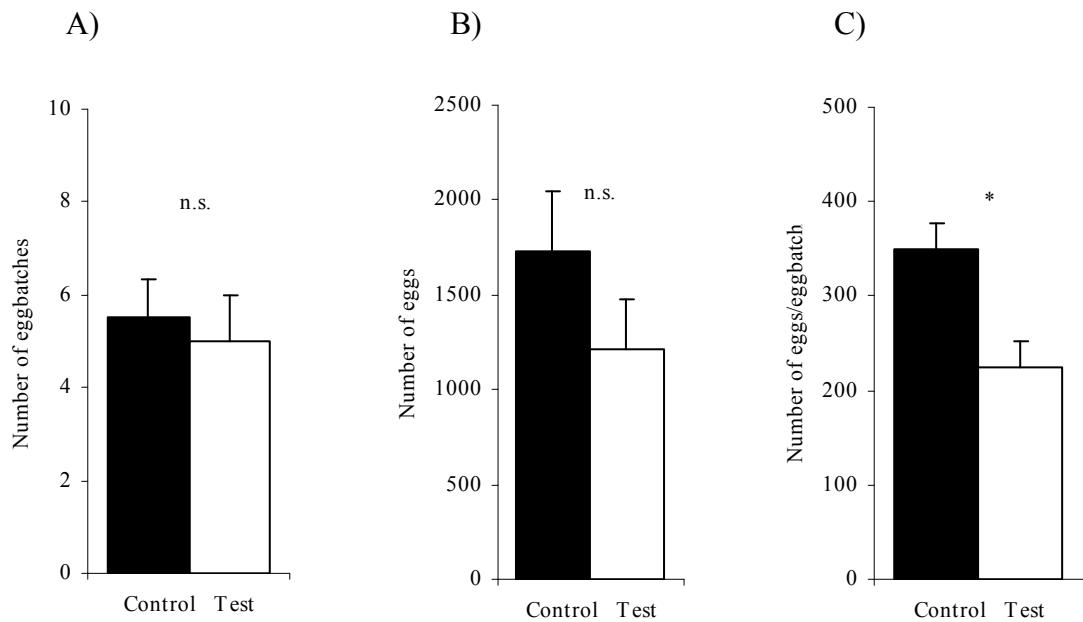 A)
B)
C)
Number of eggbatches
10
8
6
4
2
0
n.s.
Control Test
Number of eggs
2500
2000
1500
1000
500
0
n.s.
Control Test
Number of eggs/eggbatch
500
400
300
200
100
0
*
Control Test